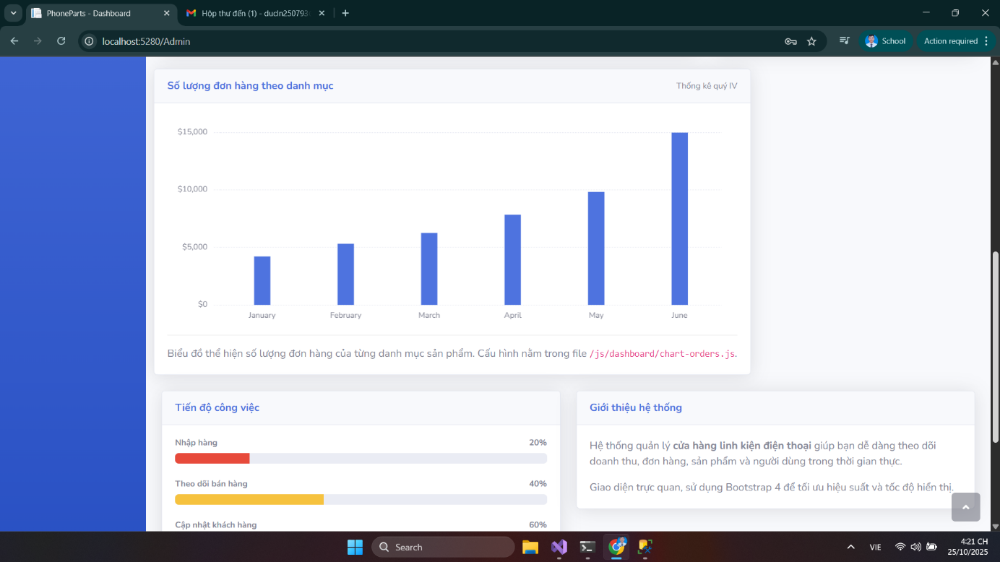 PhoneParts - Dashboard
Hộp thư đến (1) - ducln25079
localhost:5280/Admin
School
Action required
Số lượng đơn hàng theo danh mục
Thống kê quý IV
$15,000
$10,000
$5,000
$0
January February March April May June
Biểu đồ thể hiện số lượng đơn hàng của từng danh mục sản phẩm. Cấu hình nằm trong file /js/dashboard/chart-orders.js.
Tiến độ công việc
Nhập hàng 20%
Theo dõi bán hàng 40%
Cập nhật khách hàng 60%
Giới thiệu hệ thống
Hệ thống quản lý cửa hàng linh kiện điện thoại giúp bạn dễ dàng theo dõi
doanh thu, đơn hàng, sản phẩm và người dùng trong thời gian thực.
Giao diện trực quan, sử dụng Bootstrap 4 để tối ưu hiệu suất và tốc độ hiển thị.
Search
VIE
4:21 CH
25/10/2025